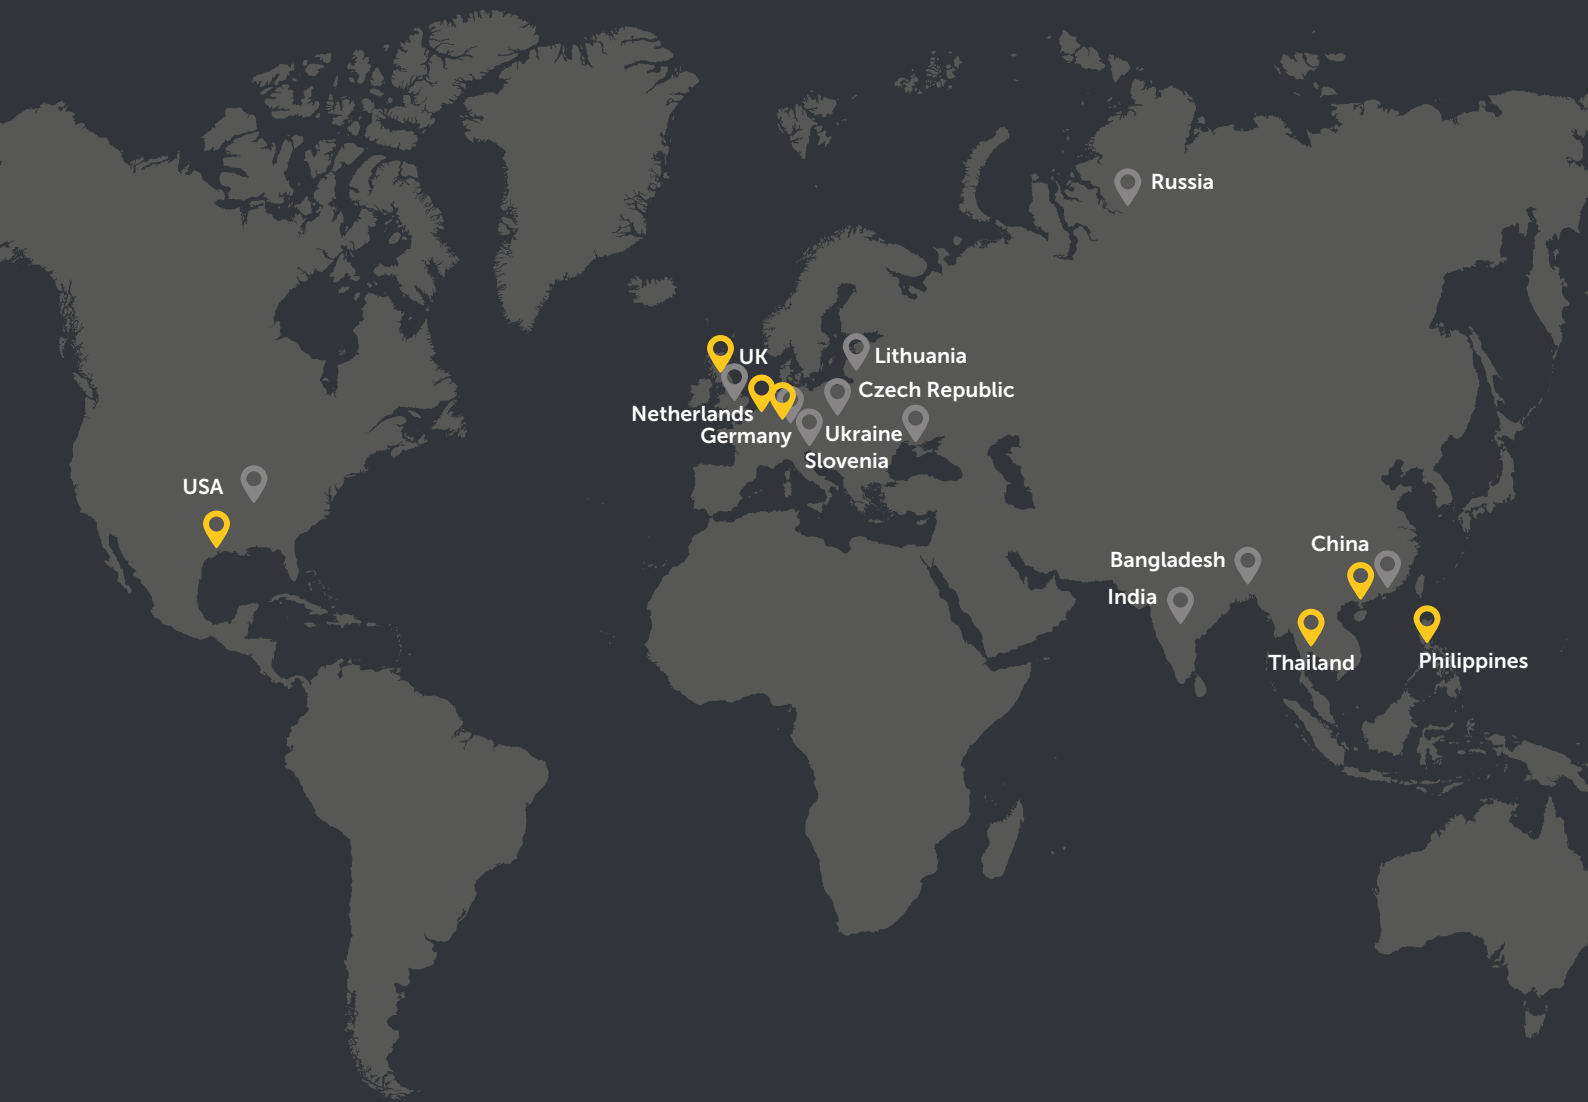 Russia
UK
Lithuania
Czech Republic
Netherlands
Germany
Ukraine
Slovenia
USA
China
Bangladesh
India
Thailand
Philippines